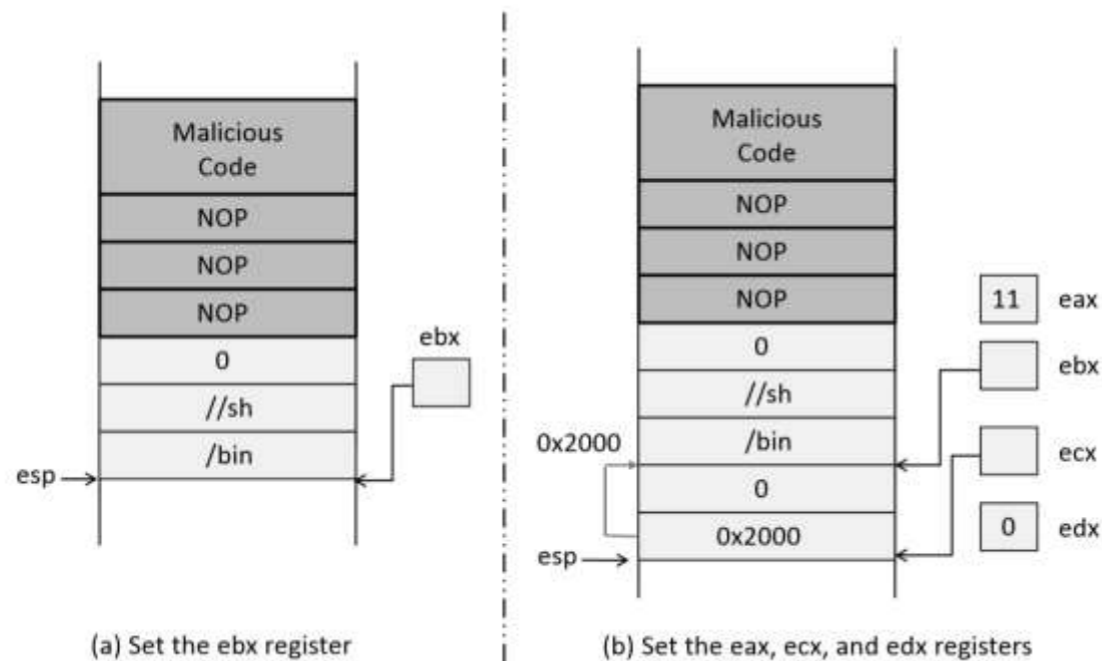 Malicious
Code
NOP
NOP
NOP
0
//sh
/bin
esp
ebx
(a) Set the ebx register
Malicious
Code
NOP
NOP
NOP
0
//sh
/bin
0x2000
0
0x2000
esp
11 eax
ebx
ecx
0 edx
(b) Set the eax, ecx, and edx registers